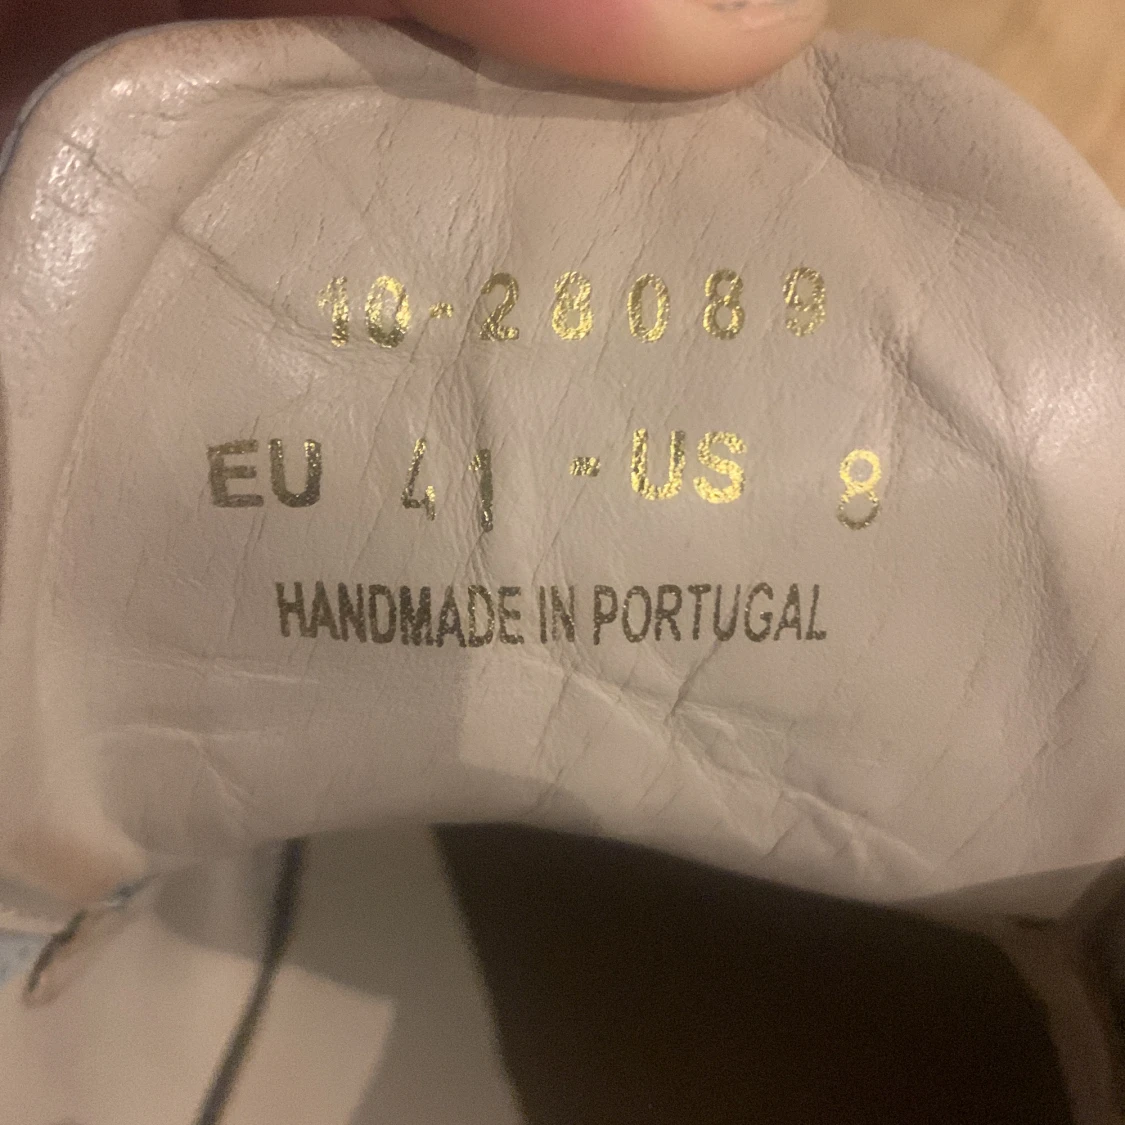 10-28089
EU 41 - US 8
HANDMADE IN PORTUGAL